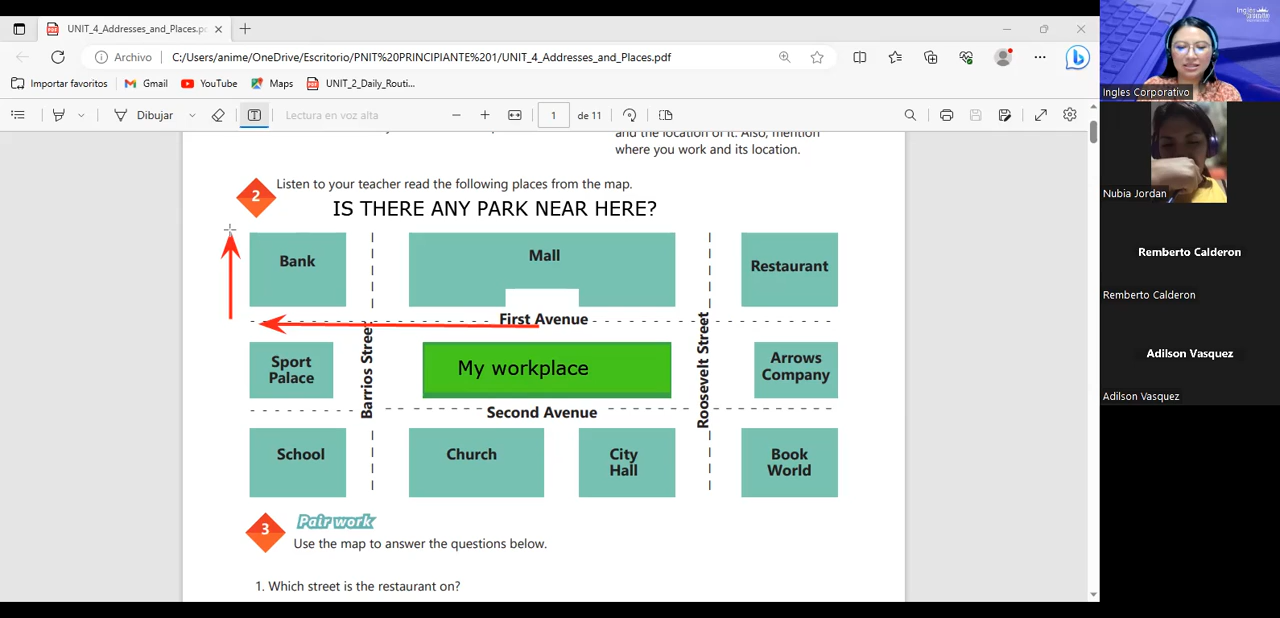 UNIT_4_Addresses_and_Places.pd
Archivo
C:/Users/anime/OneDrive/Escritorio/PNIT%20PRINCIPIANTE%201/UNIT_4_Addresses_and_Places.pdf
Importar favoritos
Gmail
YouTube
Maps
UNIT_2_Daily_Routi...
Dibujar
Lectura en voz alta
1
de 11
and the location of it. Also, mention
where you work and its location.
2
Listen to your teacher read the following places from the map.
IS THERE ANY PARK NEAR HERE?
Bank
Mall
Restaurant
First Avenue
Sport
Palace
Barrios Street
My workplace
Roosevelt Street
Arrows
Company
Second Avenue
School
Church
City
Hall
Book
World
3
Pair work
Use the map to answer the questions below.
1. Which street is the restaurant on?
Ingles Corporativo
Nubia Jordan
Remberto Calderon
Remberto Calderon
Adilson Vasquez
Adilson Vasquez